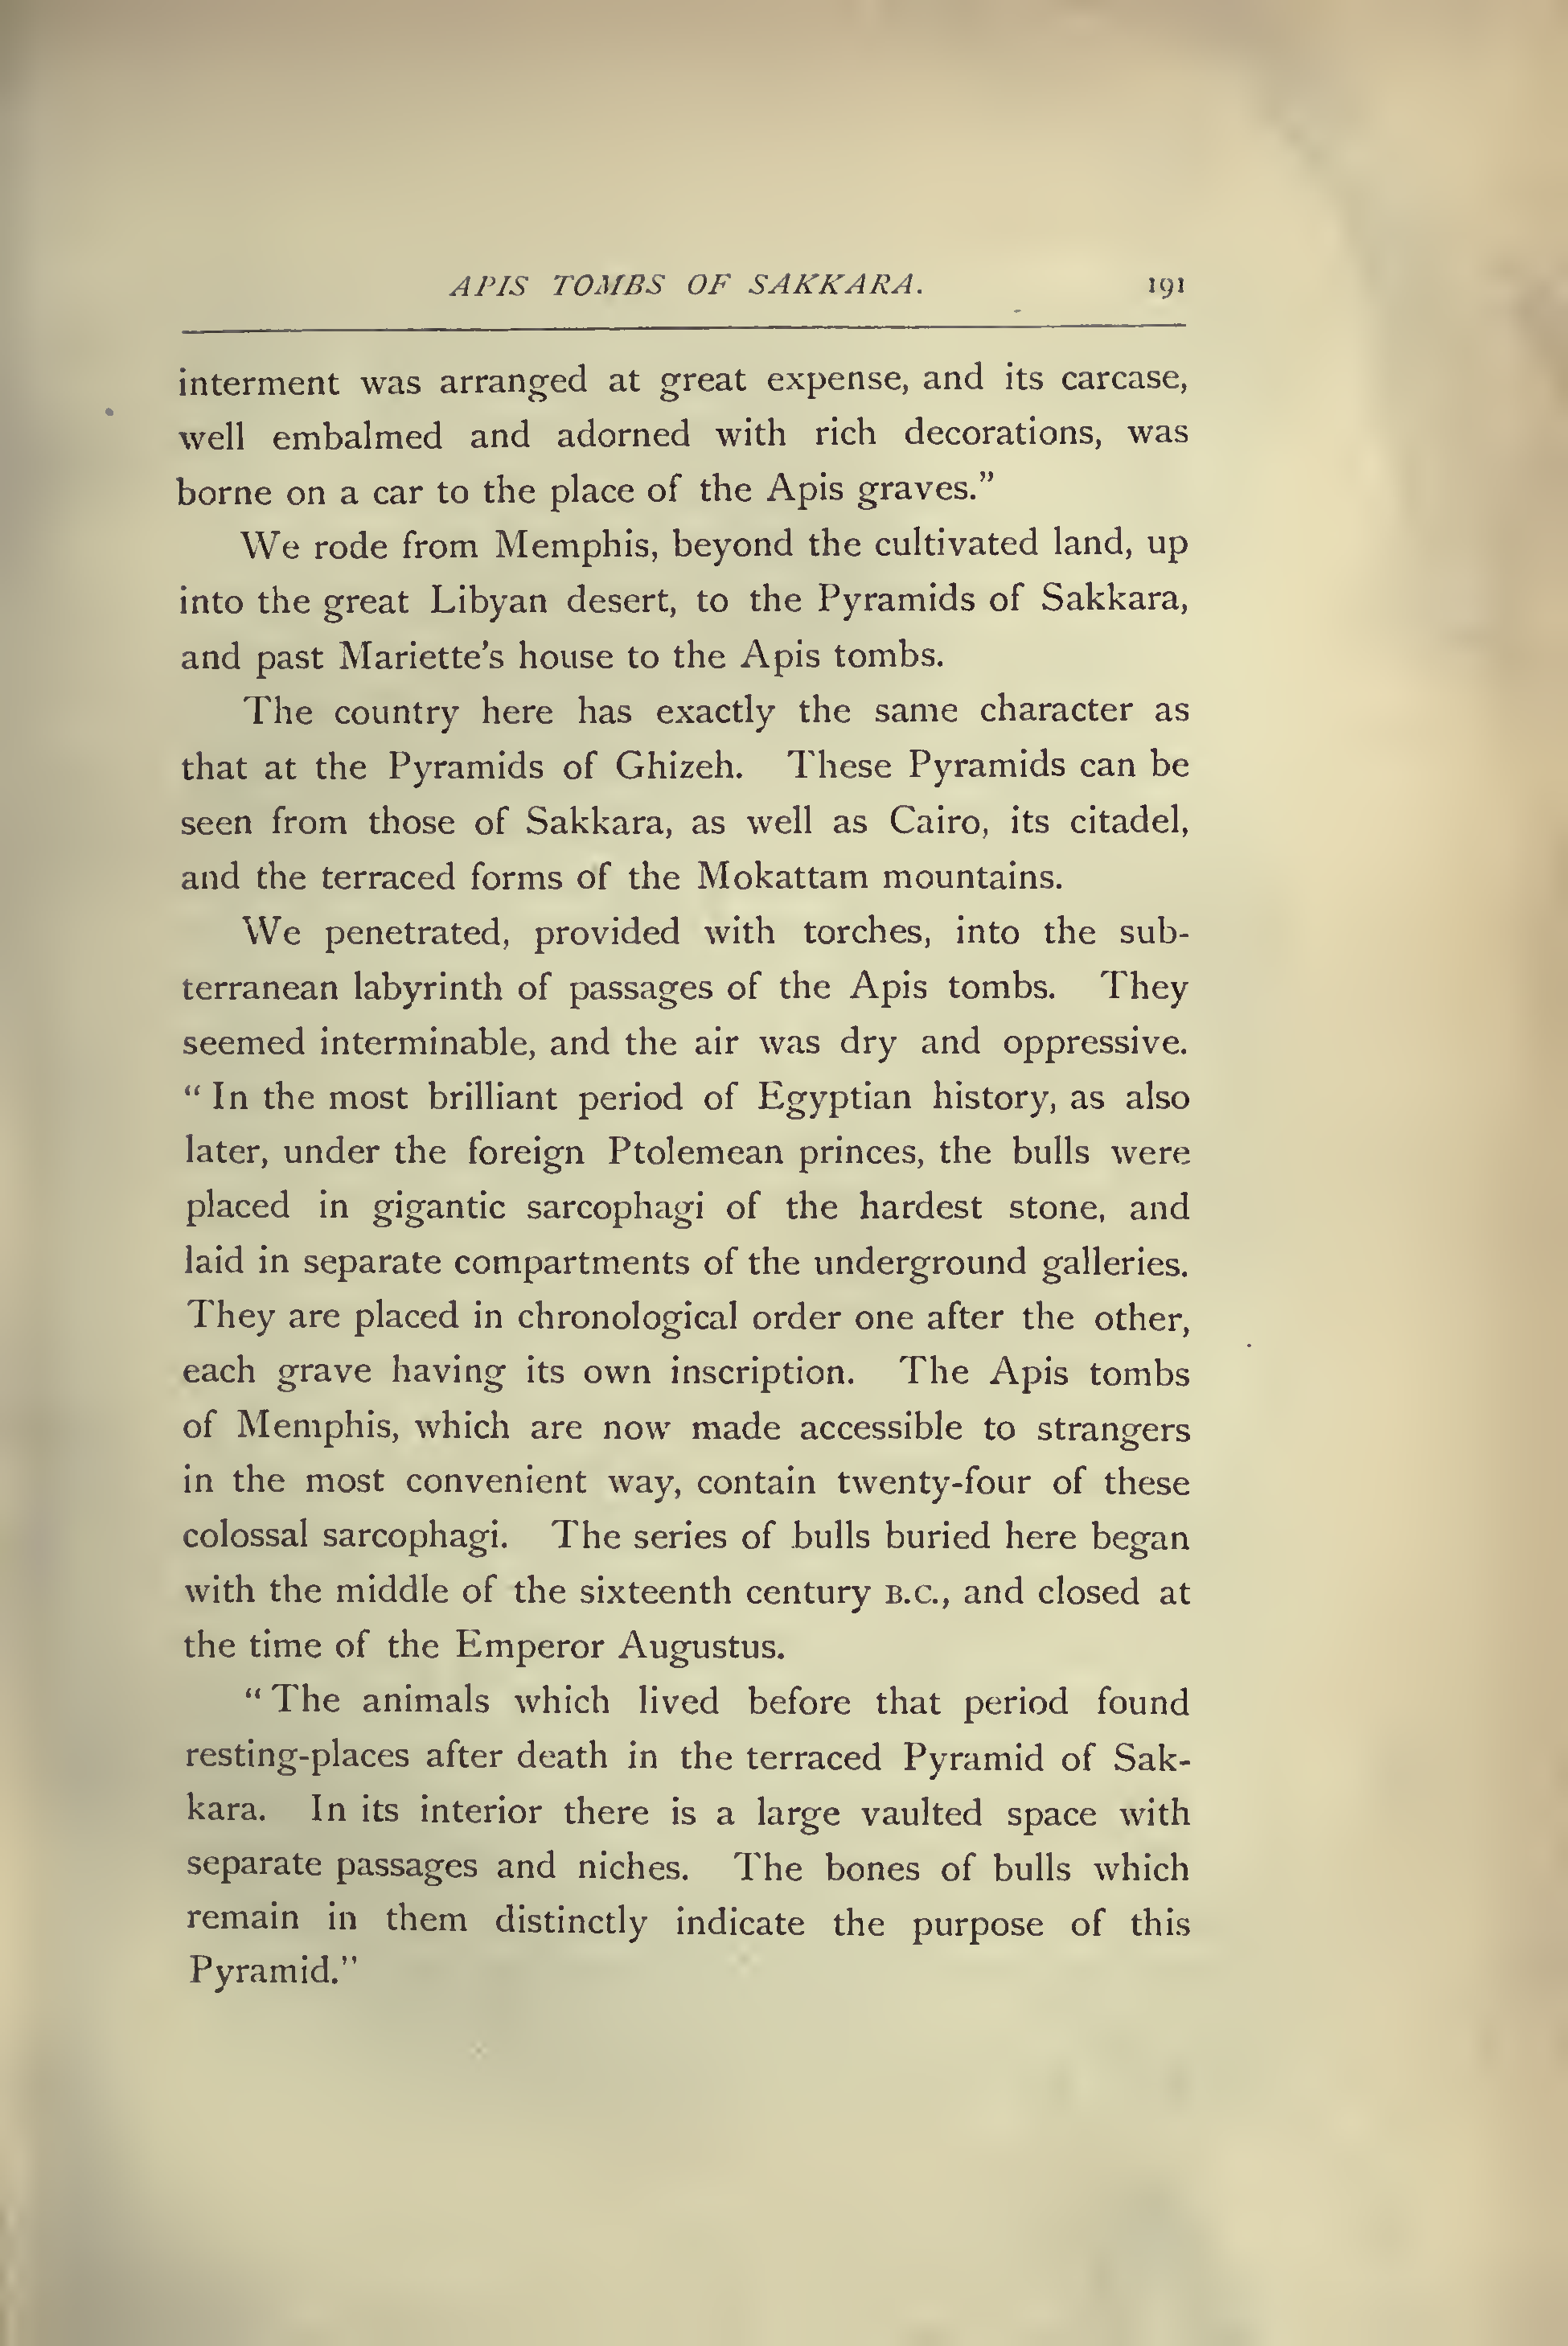 APIS TOMBS OF SAKKARA. 191
interment was arranged at great expense, and its carcase,
well embalmed and adorned with rich decorations, was
borne on a car to the place of the Apis graves.”
We rode from Memphis, beyond the cultivated land, up
into the great Libyan desert, to the Pyramids of Sakkara,
and past Mariette’s house to the Apis tombs.
The country here has exactly the same character as
that at the Pyramids of Ghizeh. These Pyramids can be
seen from those of Sakkara, as well as Cairo, its citadel,
and the terraced forms of the Mokattam mountains.
We penetrated, provided with torches, into the sub-
terranean labyrinth of passages of the Apis tombs. They
seemed interminable, and the air was dry and oppressive.
“ In the most brilliant period of Egyptian history, as also
later, under the foreign Ptolemean princes, the bulls were
placed in gigantic sarcophagi of the hardest stone, and
laid in separate compartments of the underground galleries.
They are placed in chronological order one after the other,
each grave having its own inscription. The Apis tombs
of Memphis, which are now made accessible to strangers
in the most convenient way, contain twenty-four of these
colossal sarcophagi. The series of bulls buried here began
with the middle of the sixteenth century B.C., and closed at
the time of the Emperor Augustus.
“ The animals which lived before that period found
resting-places after death in the terraced Pyramid of Sak-
kara. In its interior there is a large vaulted space with
separate passages and niches. The bones of bulls which
remain in them distinctly indicate the purpose of this
Pyramid.”